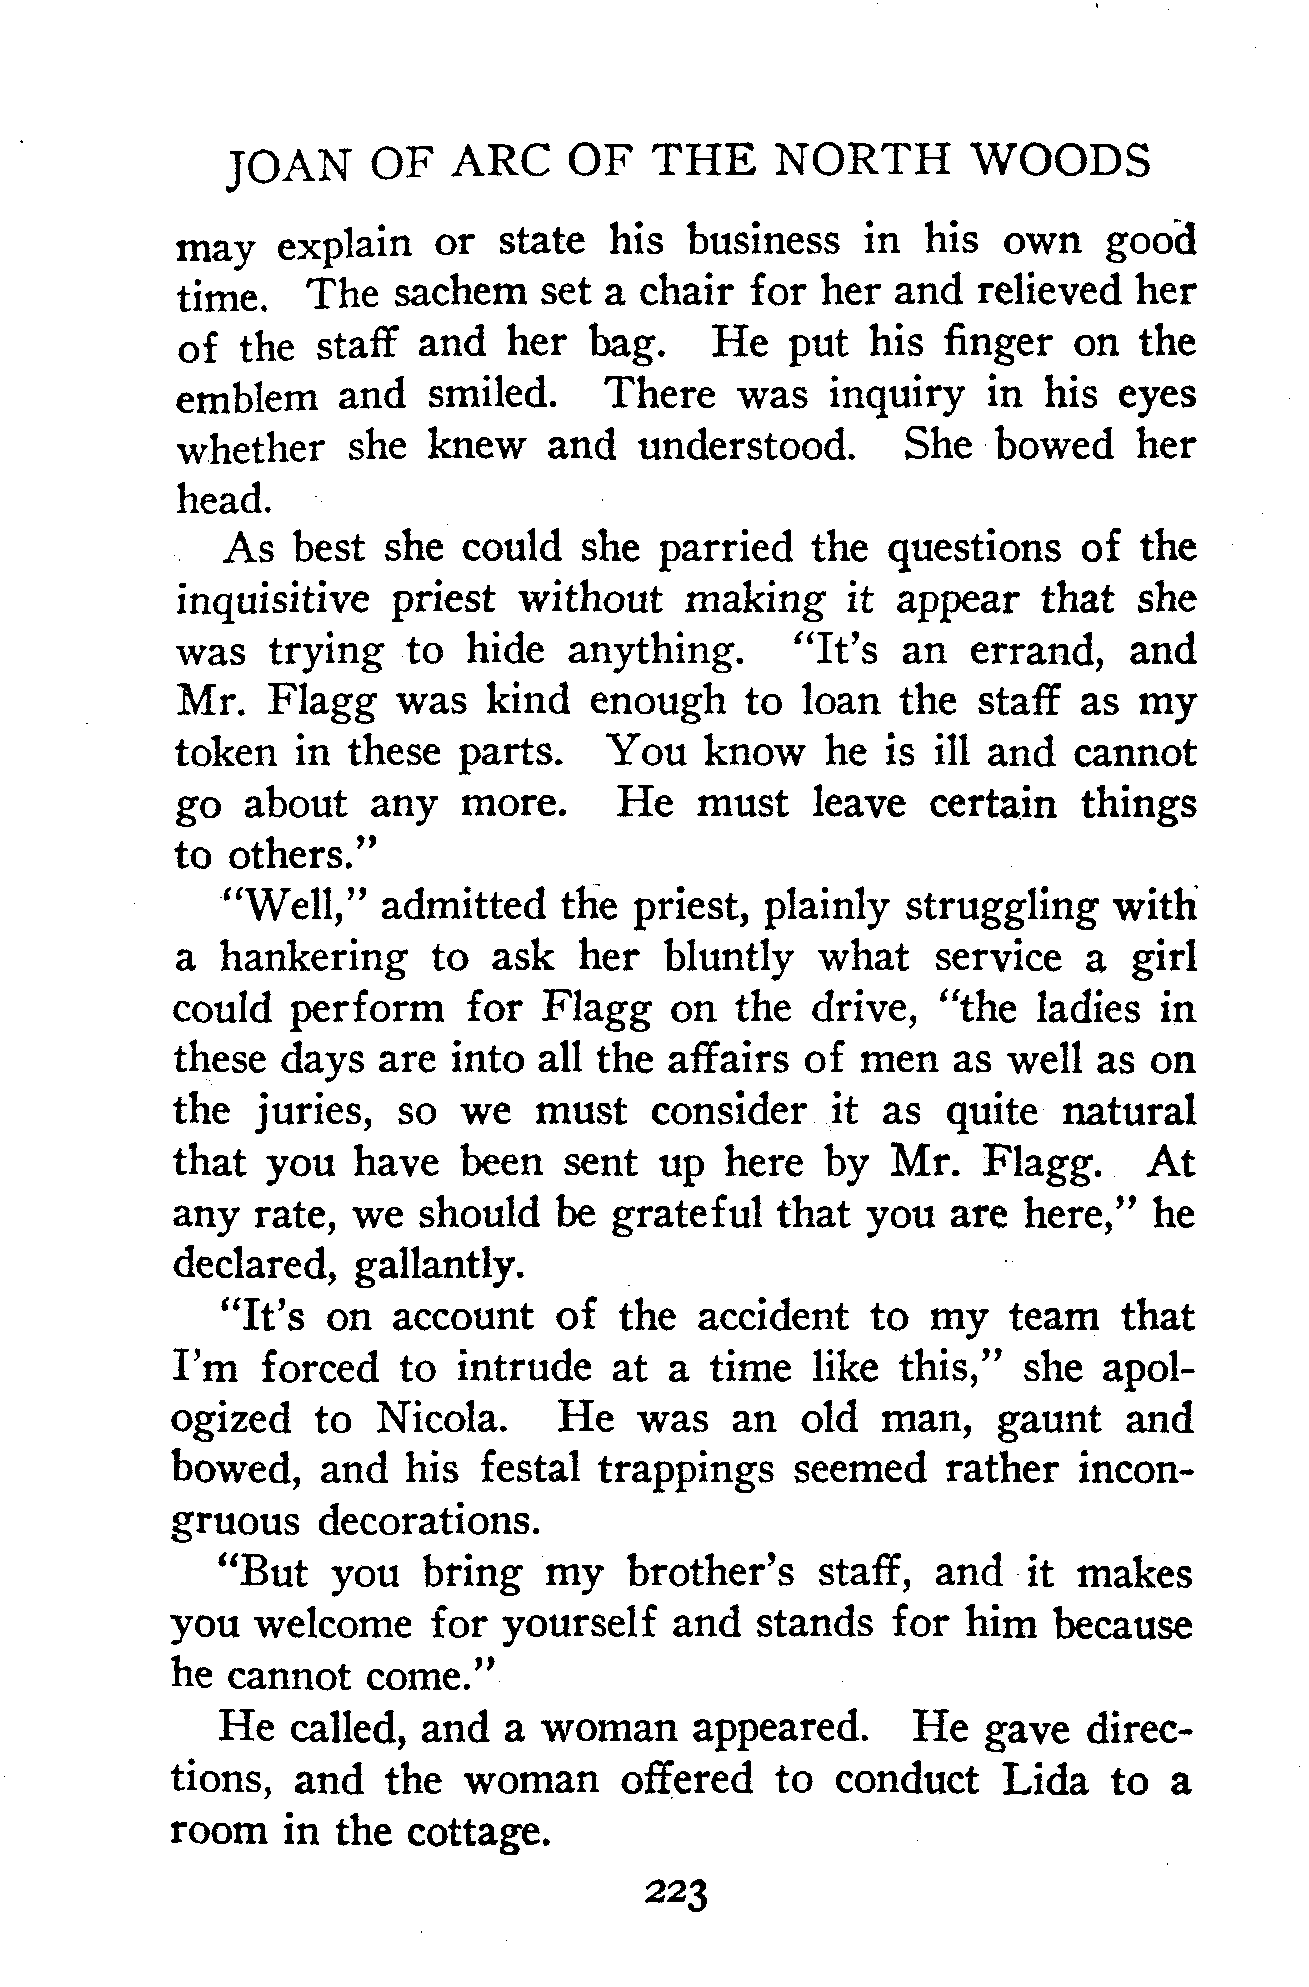 JOAN OF ARC OF THE NORTH WOODS
may explain or state his business in his own good
time. The sachem set a chair for her and relieved her
of the staff and her bag. He put his finger on the
emblem and smiled. There was inquiry in his eyes
whether she knew and understood. She bowed her
head.
As best she could she parried the questions of the
inquisitive priest without making it appear that she
was trying to hide anything. "It's an errand, and
Mr. Flagg was kind enough to loan the staff as my
token in these parts. You know he is ill and cannot
go about any more. He must leave certain things
to others."
"Well," admitted the priest, plainly struggling with
a hankering to ask her bluntly what service a girl
could perform for Flagg on the drive, "the ladies in
these days are into all the affairs of men as well as on
the juries, so we must consider it as quite natural
that you have been sent up here by Mr. Flagg. At
any rate, we should be grateful that you are here," he
declared, gallantly.
"It's on account of the accident to my team that
I'm forced to intrude at a time like this," she apol-
ogized to Nicola. He was an old man, gaunt and
bowed, and his festal trappings seemed rather incon-
gruous decorations.
"But you bring my brother's staff, and it makes
you welcome for yourself and stands for him because
he cannot come."
He called, and a woman appeared. He gave direc-
tions, and the woman offered to conduct Lida to a
room in the cottage.
223